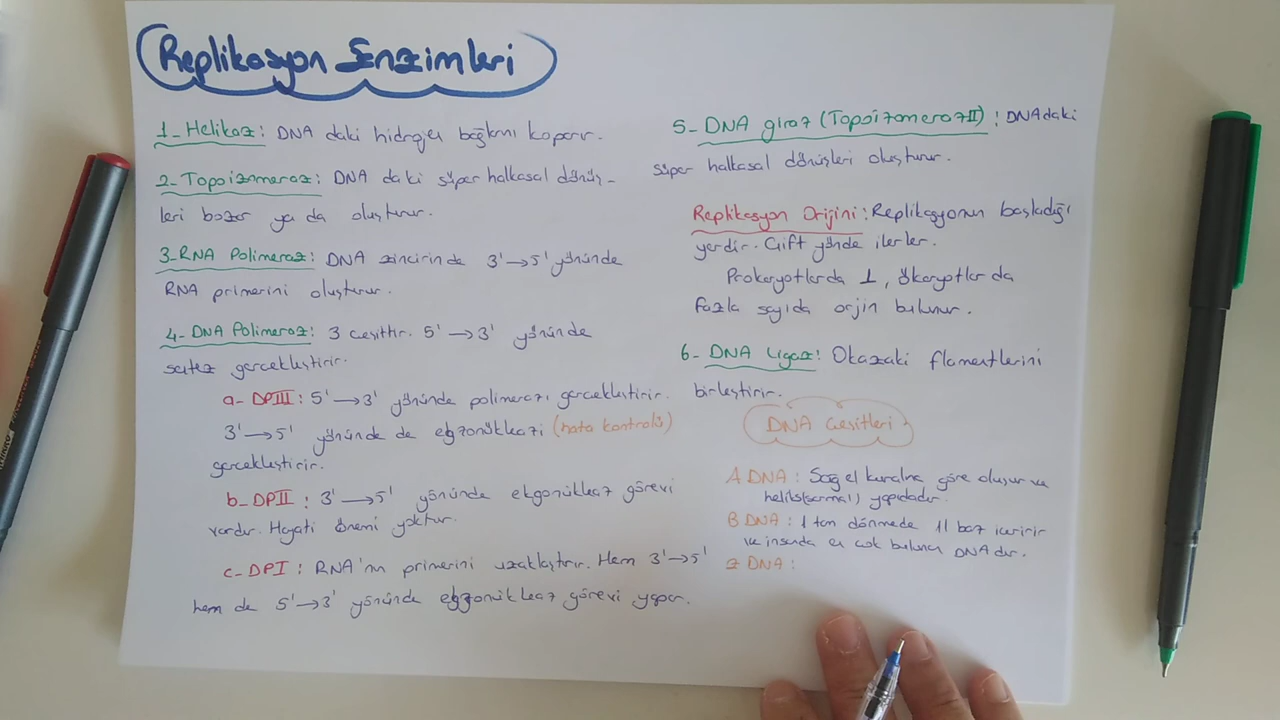 Replikasyon Enzimleri
1- Helikaz: DNA daki hidrojen bağlarını koparır.
2- Topoizomeraz: DNA daki süper halkasal dönüş-
leri bozar ya da oluşturur.
3- RNA Polimeraz: DNA zincirinde 3'→5' yönünde
RNA primerini oluşturur.
4- DNA Polimeraz: 3 çeşittir. 5'→3' yönünde
sentez gerçekleştirir.
a- DPIII: 5'→3' yönünde polimerazı gerçekleştirir.
3'→5' yönünde de ekzonükleazı (hata kontrolü)
gerçekleştirir.
b- DPII: 3'→5' yönünde ekzonükleaz görevi
vardır. Hayati önemi yoktur.
c- DPI: RNA'nın primerini uzaklaştırır. Hem 3'→5'
hem de 5'→3' yönünde ekzonükleaz görevi yapar.
5- DNA giraz (Topoizomeraz II): DNA daki
süper halkasal dönüşleri oluşturur.
Replikasyon Orijini: Replikasyonun başladığı
yerdir. Çift yönde ilerler.
Prokaryotlarda 1, ökaryotlar da
fazla sayıda orjin bulunur.
6- DNA Ligaz: Okazaki flamentlerini
birleştirir.
DNA Çeşitleri
A DNA: Sağ el kuralına göre oluşur ve
heliks(sarmal) yapıdadır.
B DNA: 1 tam dönmede 11 baz içerir
ve insanda en çok bulunan DNA dır.
Z DNA: